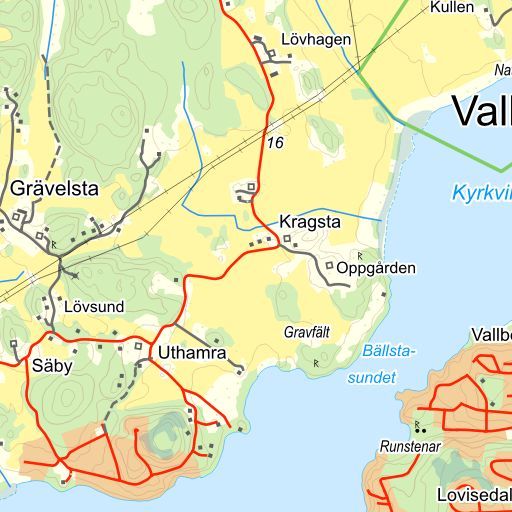 Kullen
Lövhagen
Na
Vall
16
Grävelsta
Kyrkvi
Kragsta
R
R
Oppgården
Lövsund
Gravfält
Vallb
Säby
Uthamra
Bällsta-
sundet
R
R
Runstenar
Lovisedal